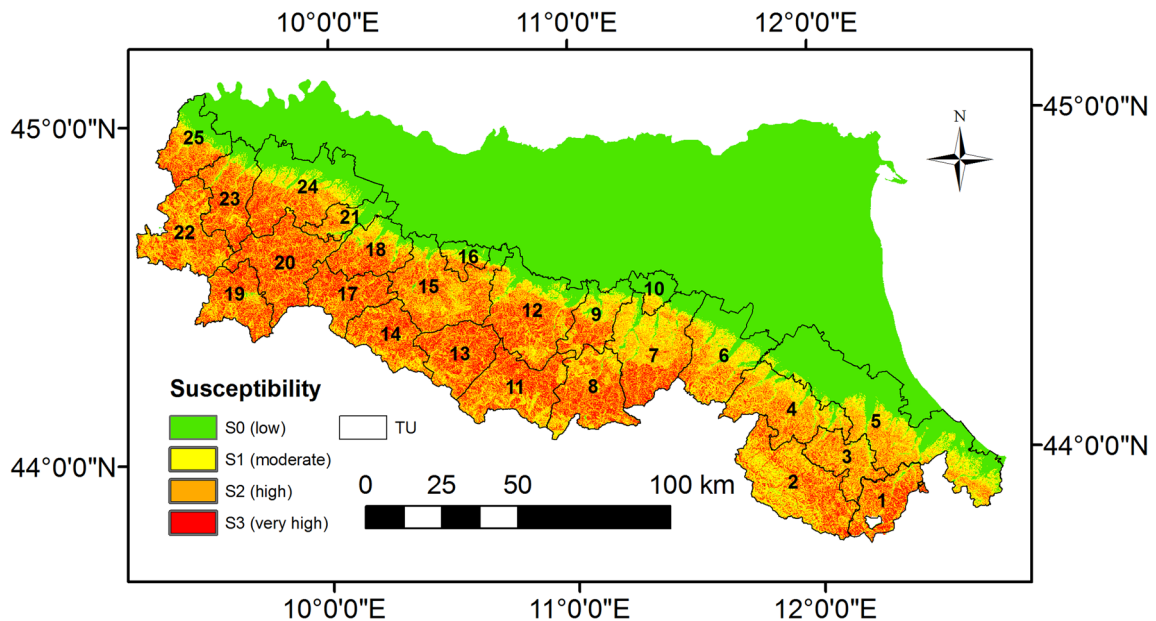 10°0'0"E 11°0'0"E 12°0'0"E
45°0'0"N
45°0'0"N
N
25
24
23
21
22
18
16
20
15
10
19
17
12
9
14
13
7
6
11
8
4
5
3
2
1
Susceptibility
S0 (low)
TU
S1 (moderate)
S2 (high)
S3 (very high)
0 25 50 100 km
44°0'0"N
44°0'0"N
10°0'0"E 11°0'0"E 12°0'0"E